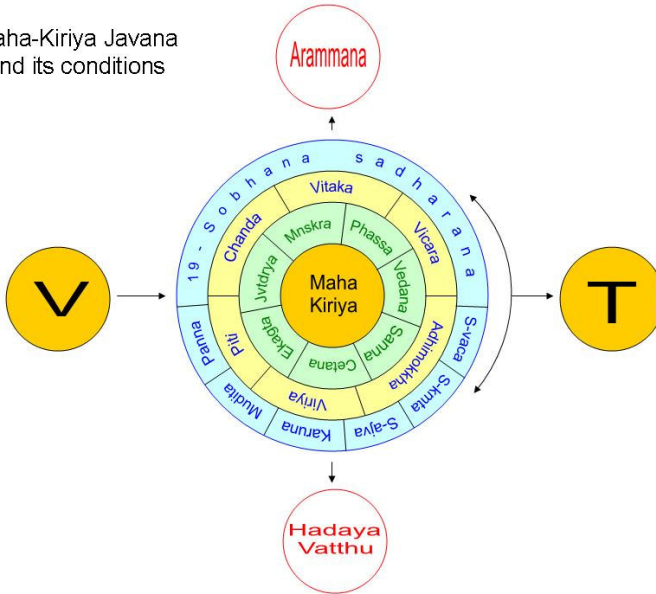 aha-Kiriya Javana
nd its conditions
Arammana
19 - Sobhana sadharana
Vitaka
Chanda
Vicara
Mnskra
Phassa
Jvtdrya
Vedana
Maha
Kiriya
V
T
Ekagta
Sanna
Cetana
Piti
Adhimokkha
Viriya
Panna
S-vaca
Mudita
S-kmta
Karuna
S-ajva
Hadaya
Vatthu